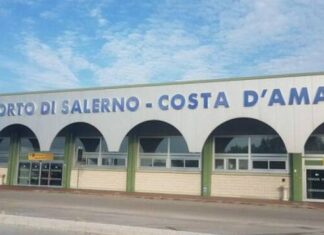 ORTO DI SALERNO - COSTA D'AMA